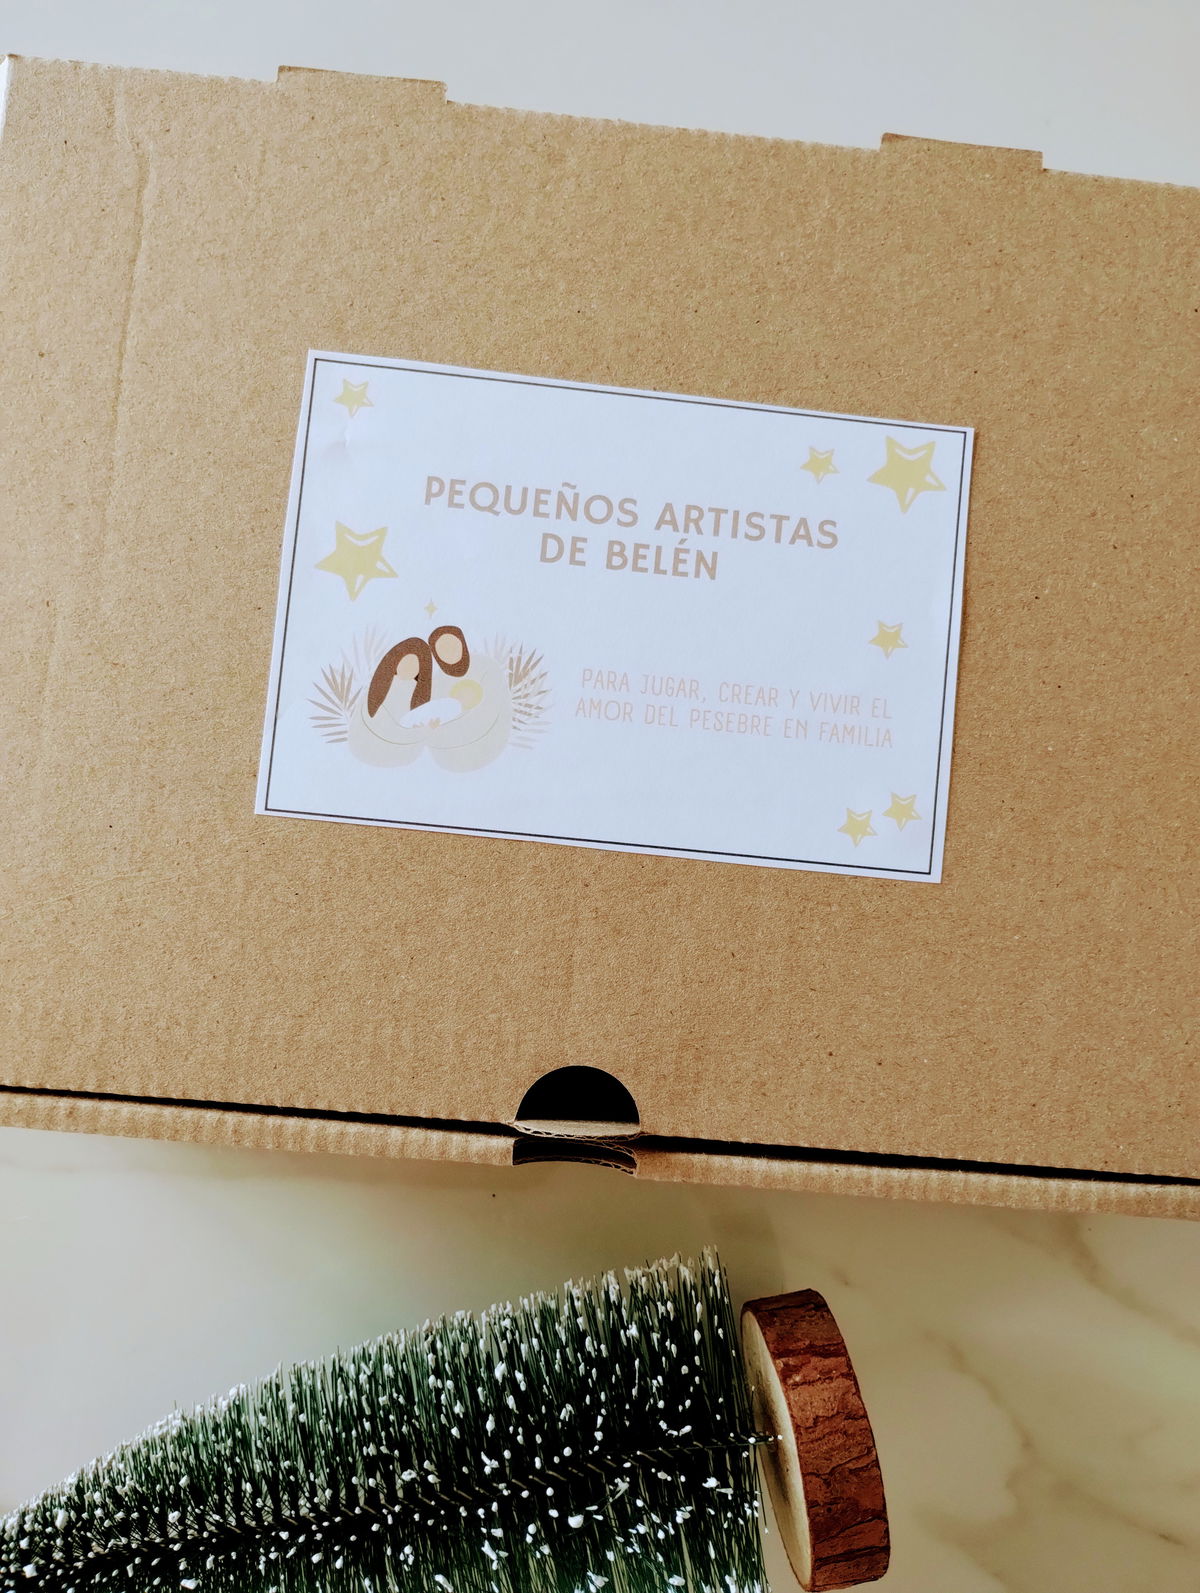 PEQUEÑOS ARTISTAS
DE BELÉN
PARA JUGAR, CREAR Y VIVIR EL
AMOR DEL PESEBRE EN FAMILIA